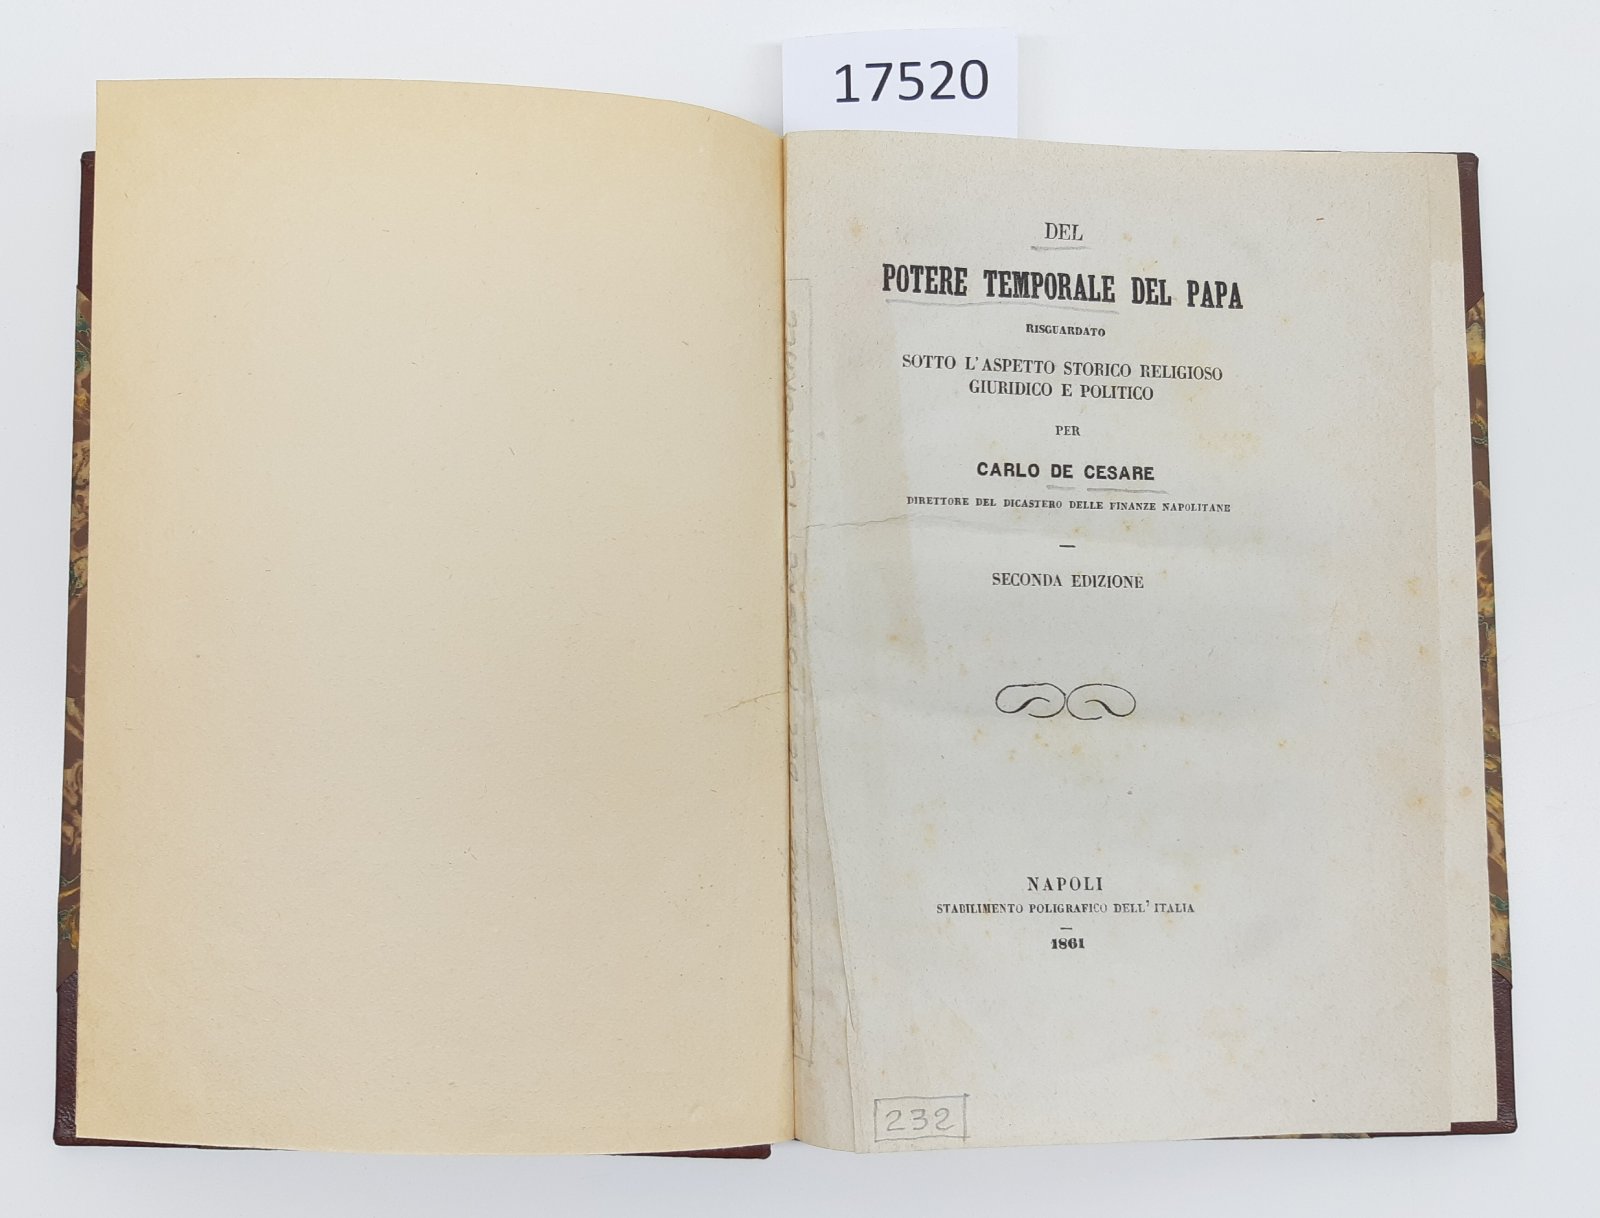 17520
DEL
POTERE TEMPORALE DEL PAPA
RISGUARDATO
SOTTO L'ASPETTO STORICO RELIGIOSO
GIURIDICO E POLITICO
PER
CARLO DE CESARE
DIRETTORE DEL DICASTERO DELLE FINANZE NAPOLITANE
SECONDA EDIZIONE
NAPOLI
STABILIMENTO POLIGRAFICO DELL' ITALIA
1861
232